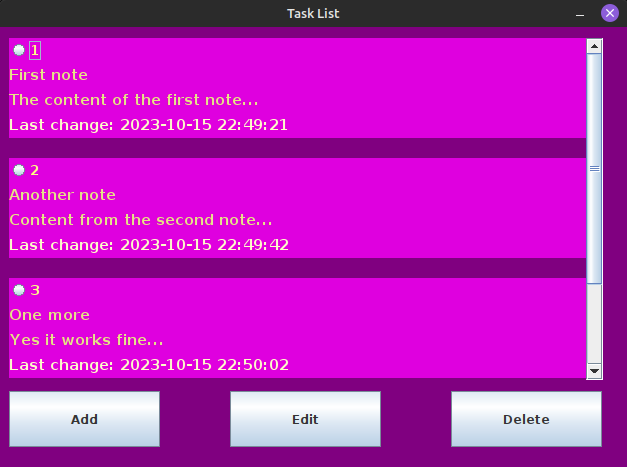 Task List
1
First note
The content of the first note...
Last change: 2023-10-15 22:49:21
2
Another note
Content from the second note...
Last change: 2023-10-15 22:49:42
3
One more
Yes it works fine...
Last change: 2023-10-15 22:50:02
Add Edit Delete